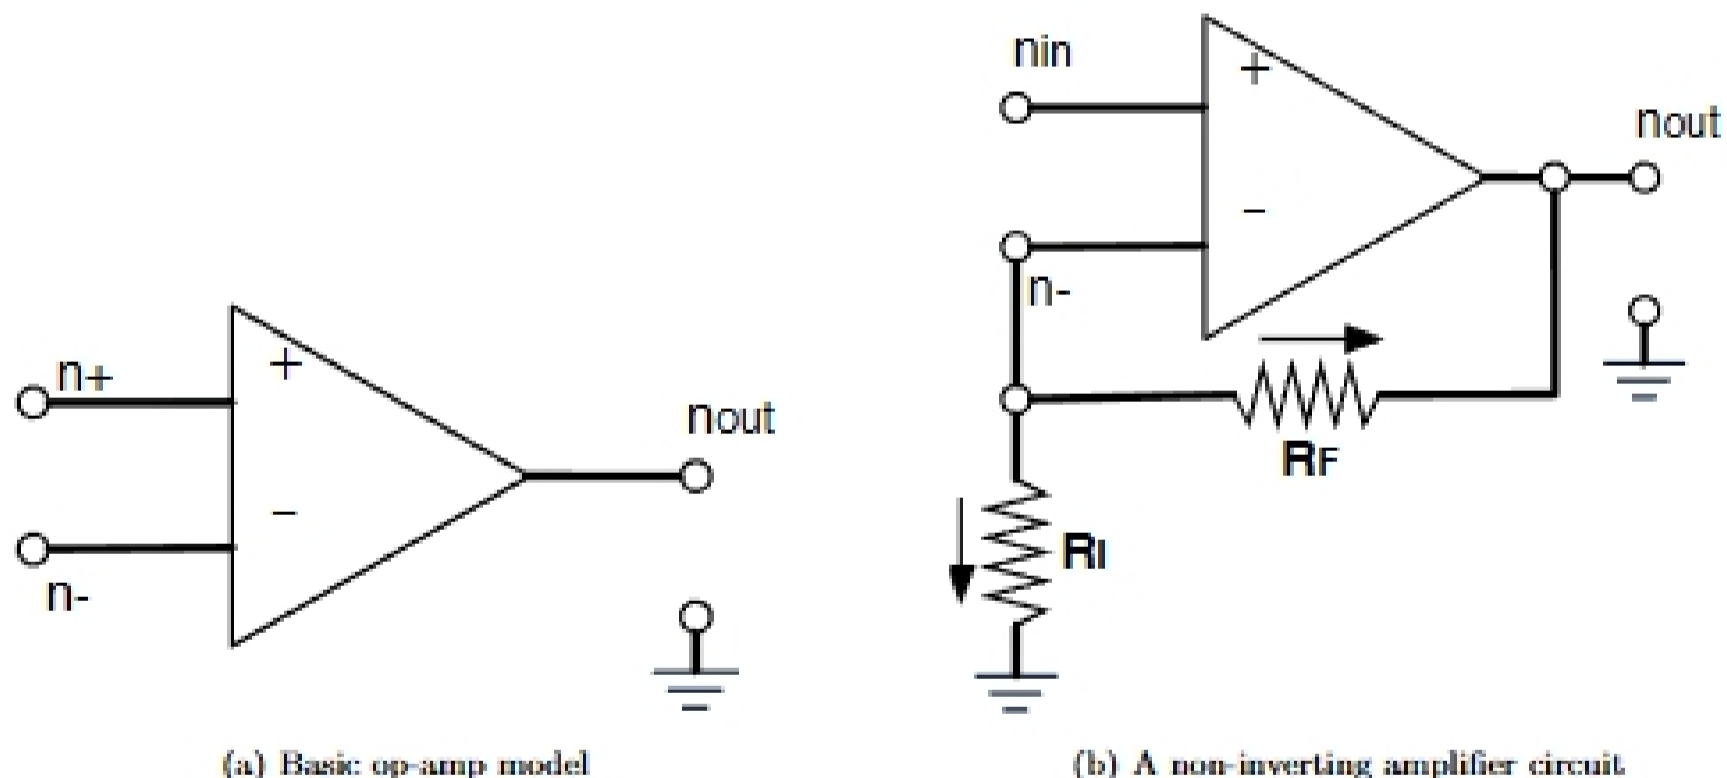 n+
+
−
n-
nout
(a) Basic op-amp model
nin
+
−
n-
nout
RF
RI
(b) A non-inverting amplifier circuit